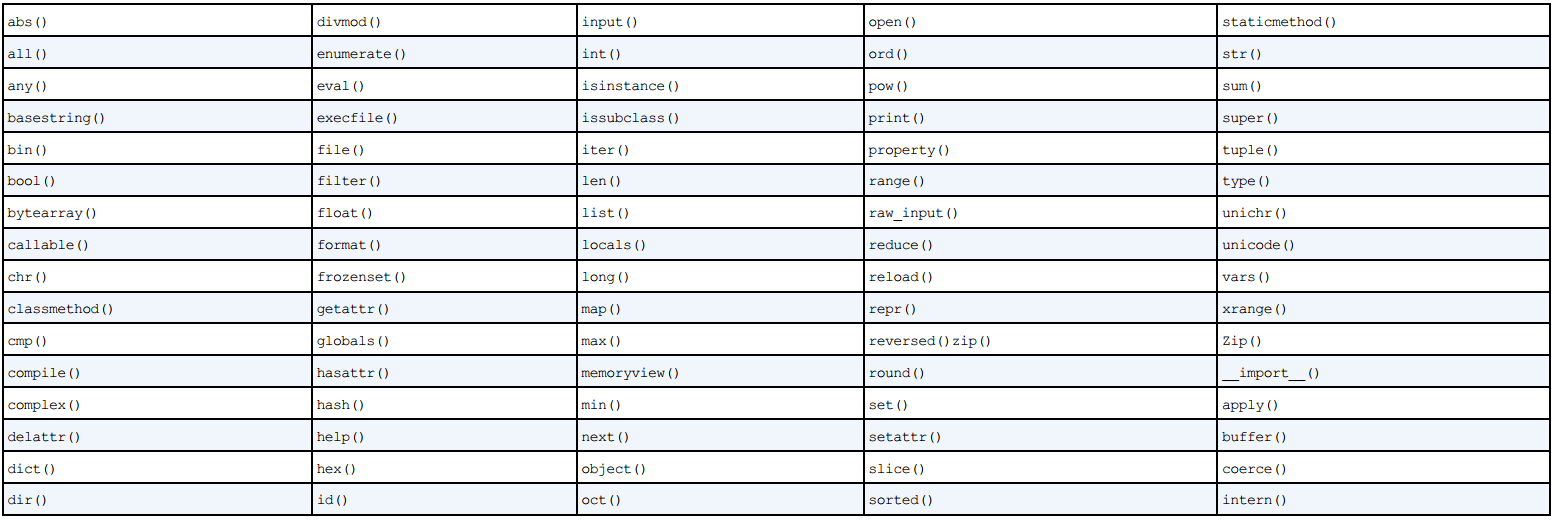 abs() divmod() input() open() staticmethod()
all() enumerate() int() ord() str()
any() eval() isinstance() pow() sum()
basestring() execfile() issubclass() print() super()
bin() file() iter() property() tuple()
bool() filter() len() range() type()
bytearray() float() list() raw_input() unichr()
callable() format() locals() reduce() unicode()
chr() frozenset() long() reload() vars()
classmethod() getattr() map() repr() xrange()
cmp() globals() max() reversed()zip() Zip()
compile() hasattr() memoryview() round() __import__()
complex() hash() min() set() apply()
delattr() help() next() setattr() buffer()
dict() hex() object() slice() coerce()
dir() id() oct() sorted() intern()